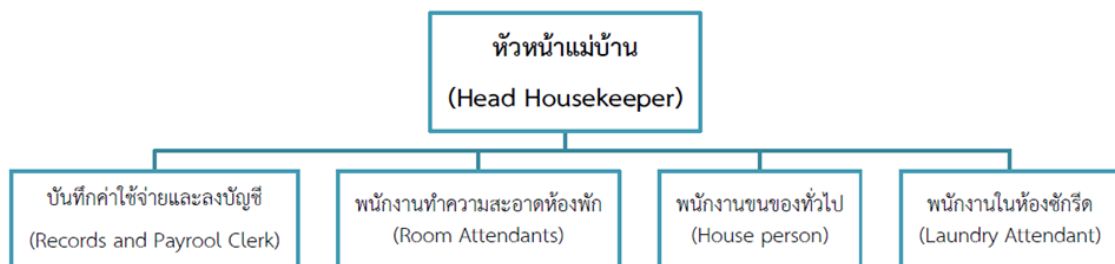 หัวหน้าแม่บ้าน
(Head Housekeeper)
บันทึกค่าใช้จ่ายและลงบัญชี
(Records and Payrool Clerk)
พนักงานทำความสะอาดห้องพัก
(Room Attendants)
พนักงานขนของทั่วไป
(House person)
พนักงานในห้องซักรีด
(Laundry Attendant)